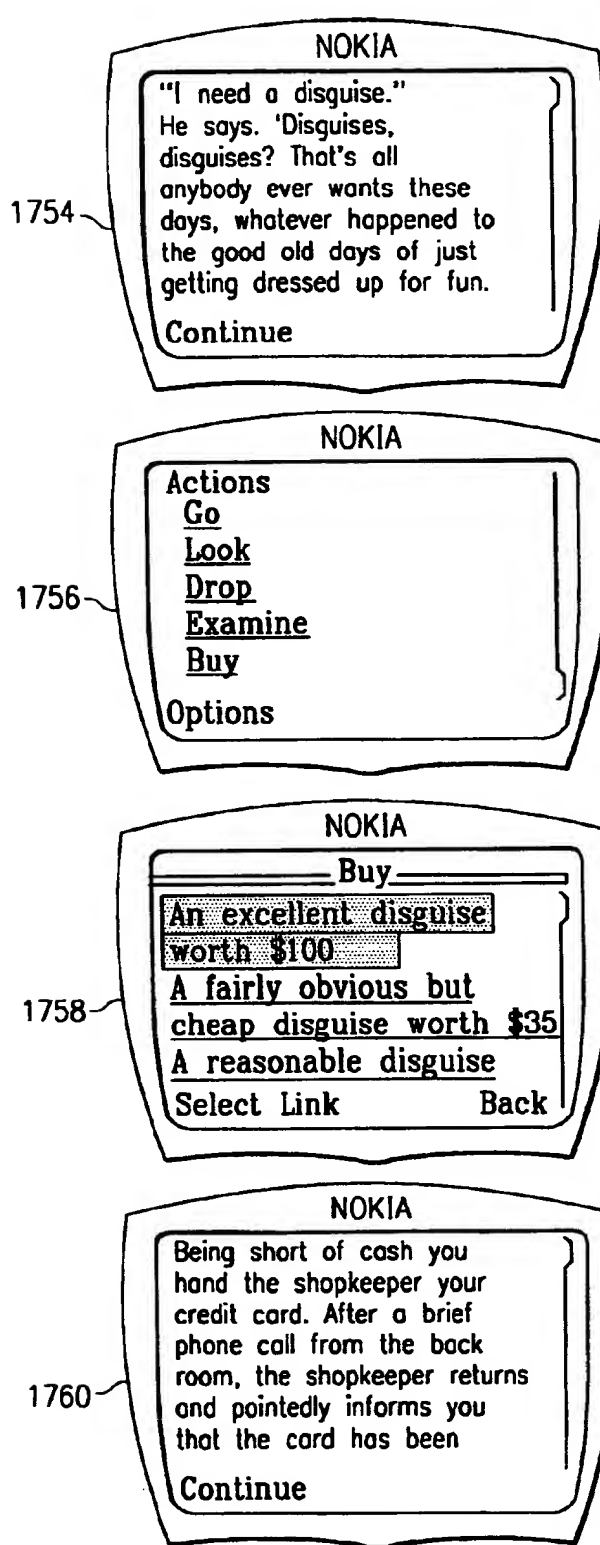 NOKIA
"I need a disguise."
He says. 'Disguises,
disguises? That's all
anybody ever wants these
days, whatever happened to
the good old days of just
getting dressed up for fun.
Continue
1754
NOKIA
Actions
Go
Look
Drop
Examine
Buy
Options
1756
NOKIA
Buy
An excellent disguise
worth $100
A fairly obvious but
cheap disguise worth $35
A reasonable disguise
Select Link Back
1758
NOKIA
Being short of cash you
hand the shopkeeper your
credit card. After a brief
phone call from the back
room, the shopkeeper returns
and pointedly informs you
that the card has been
Continue
1760